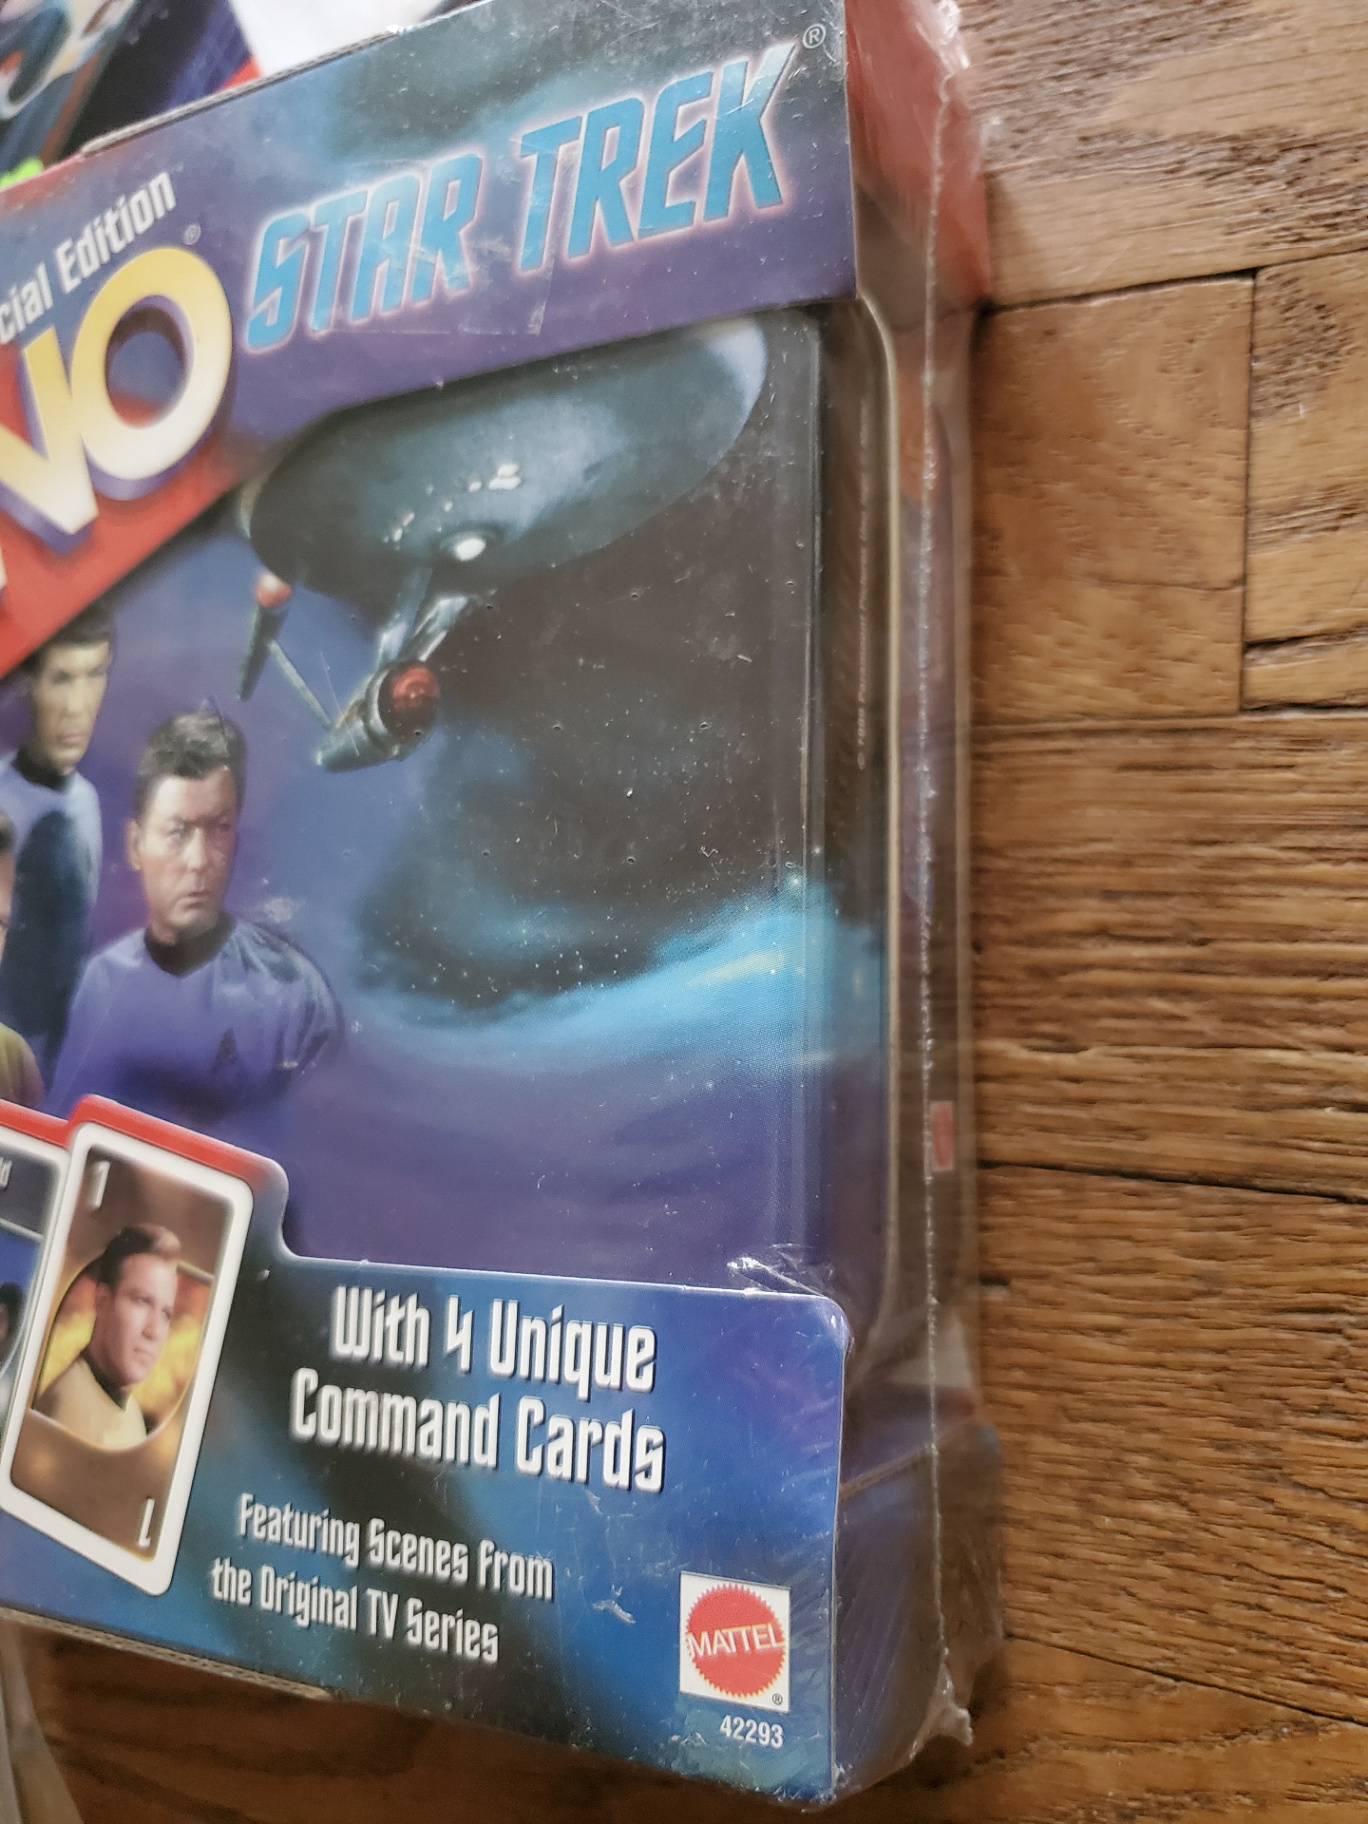 cial Edition
NO®
STAR TREK®
1
With 4 Unique
Command Cards
Featuring Scenes From
the Original TV Series
MATTEL
®
42293